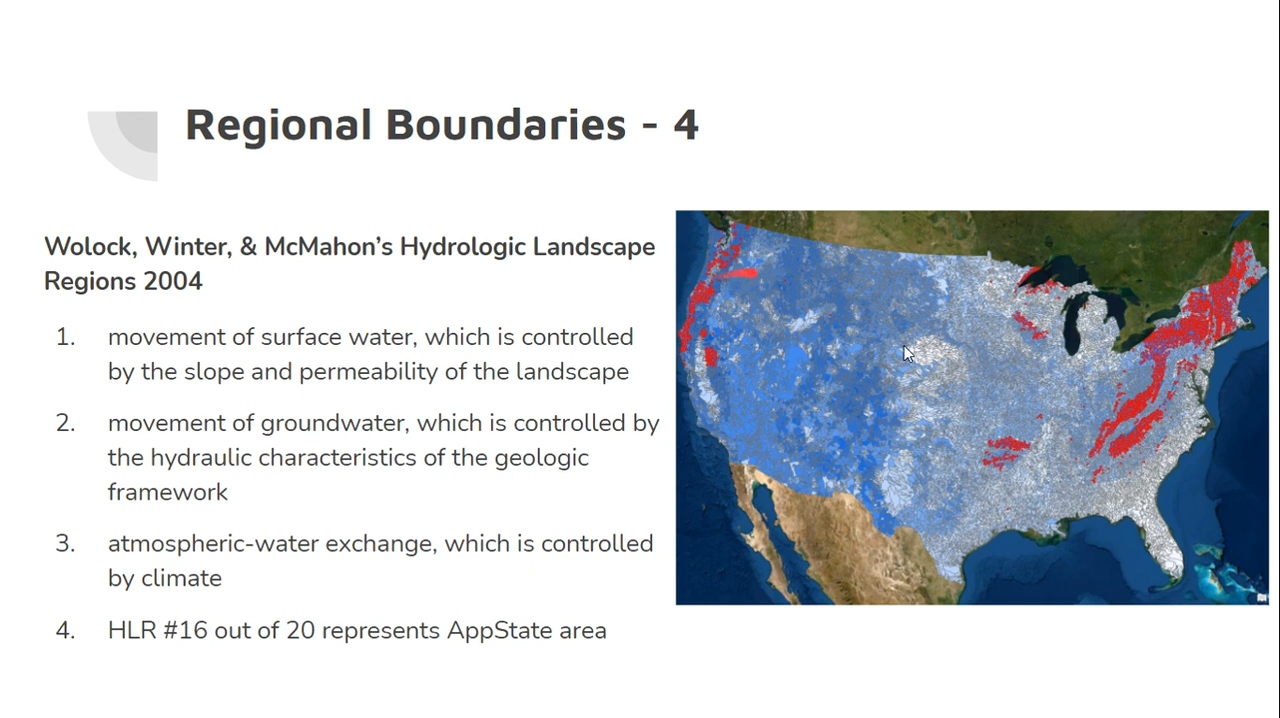 Regional Boundaries - 4
Wolock, Winter, & McMahon's Hydrologic Landscape
Regions 2004
1. movement of surface water, which is controlled
by the slope and permeability of the landscape
2. movement of groundwater, which is controlled by
the hydraulic characteristics of the geologic
framework
3. atmospheric-water exchange, which is controlled
by climate
4. HLR #16 out of 20 represents AppState area